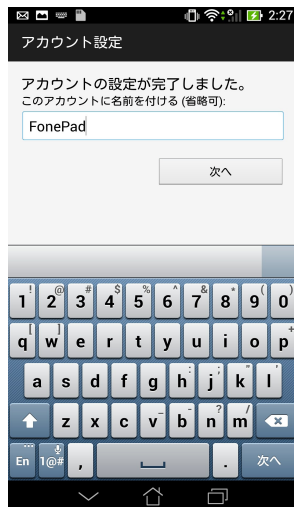 2:27
アカウント設定
アカウントの設定が完了しました。
このアカウントに名前を付ける (省略可):
FonePad
次へ
! @ # $ % ^ & * ( )
1 2 3 4 5 6 7 8 9 0
[ ] +
q w e r t y u i o p
: ; " '
a s d f g h j k l
_ - ? /
z x c v b n m
En 1@# , . 次へ